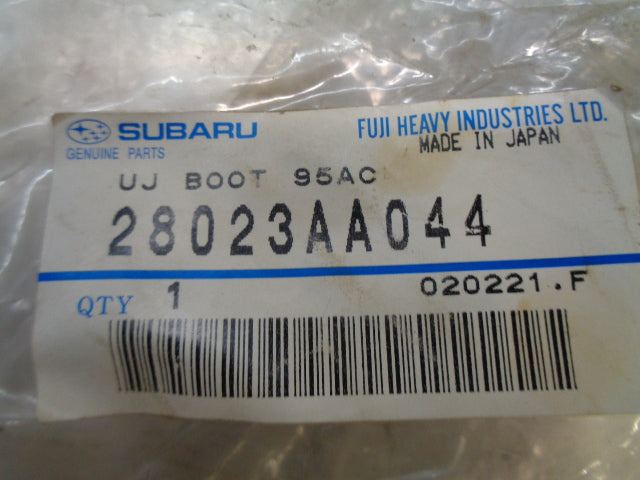 SUBARU
GENUINE PARTS
FUJI HEAVY INDUSTRIES LTD.
MADE IN JAPAN
UJ BOOT 95AC
28023AA044
QTY 1
020221.F